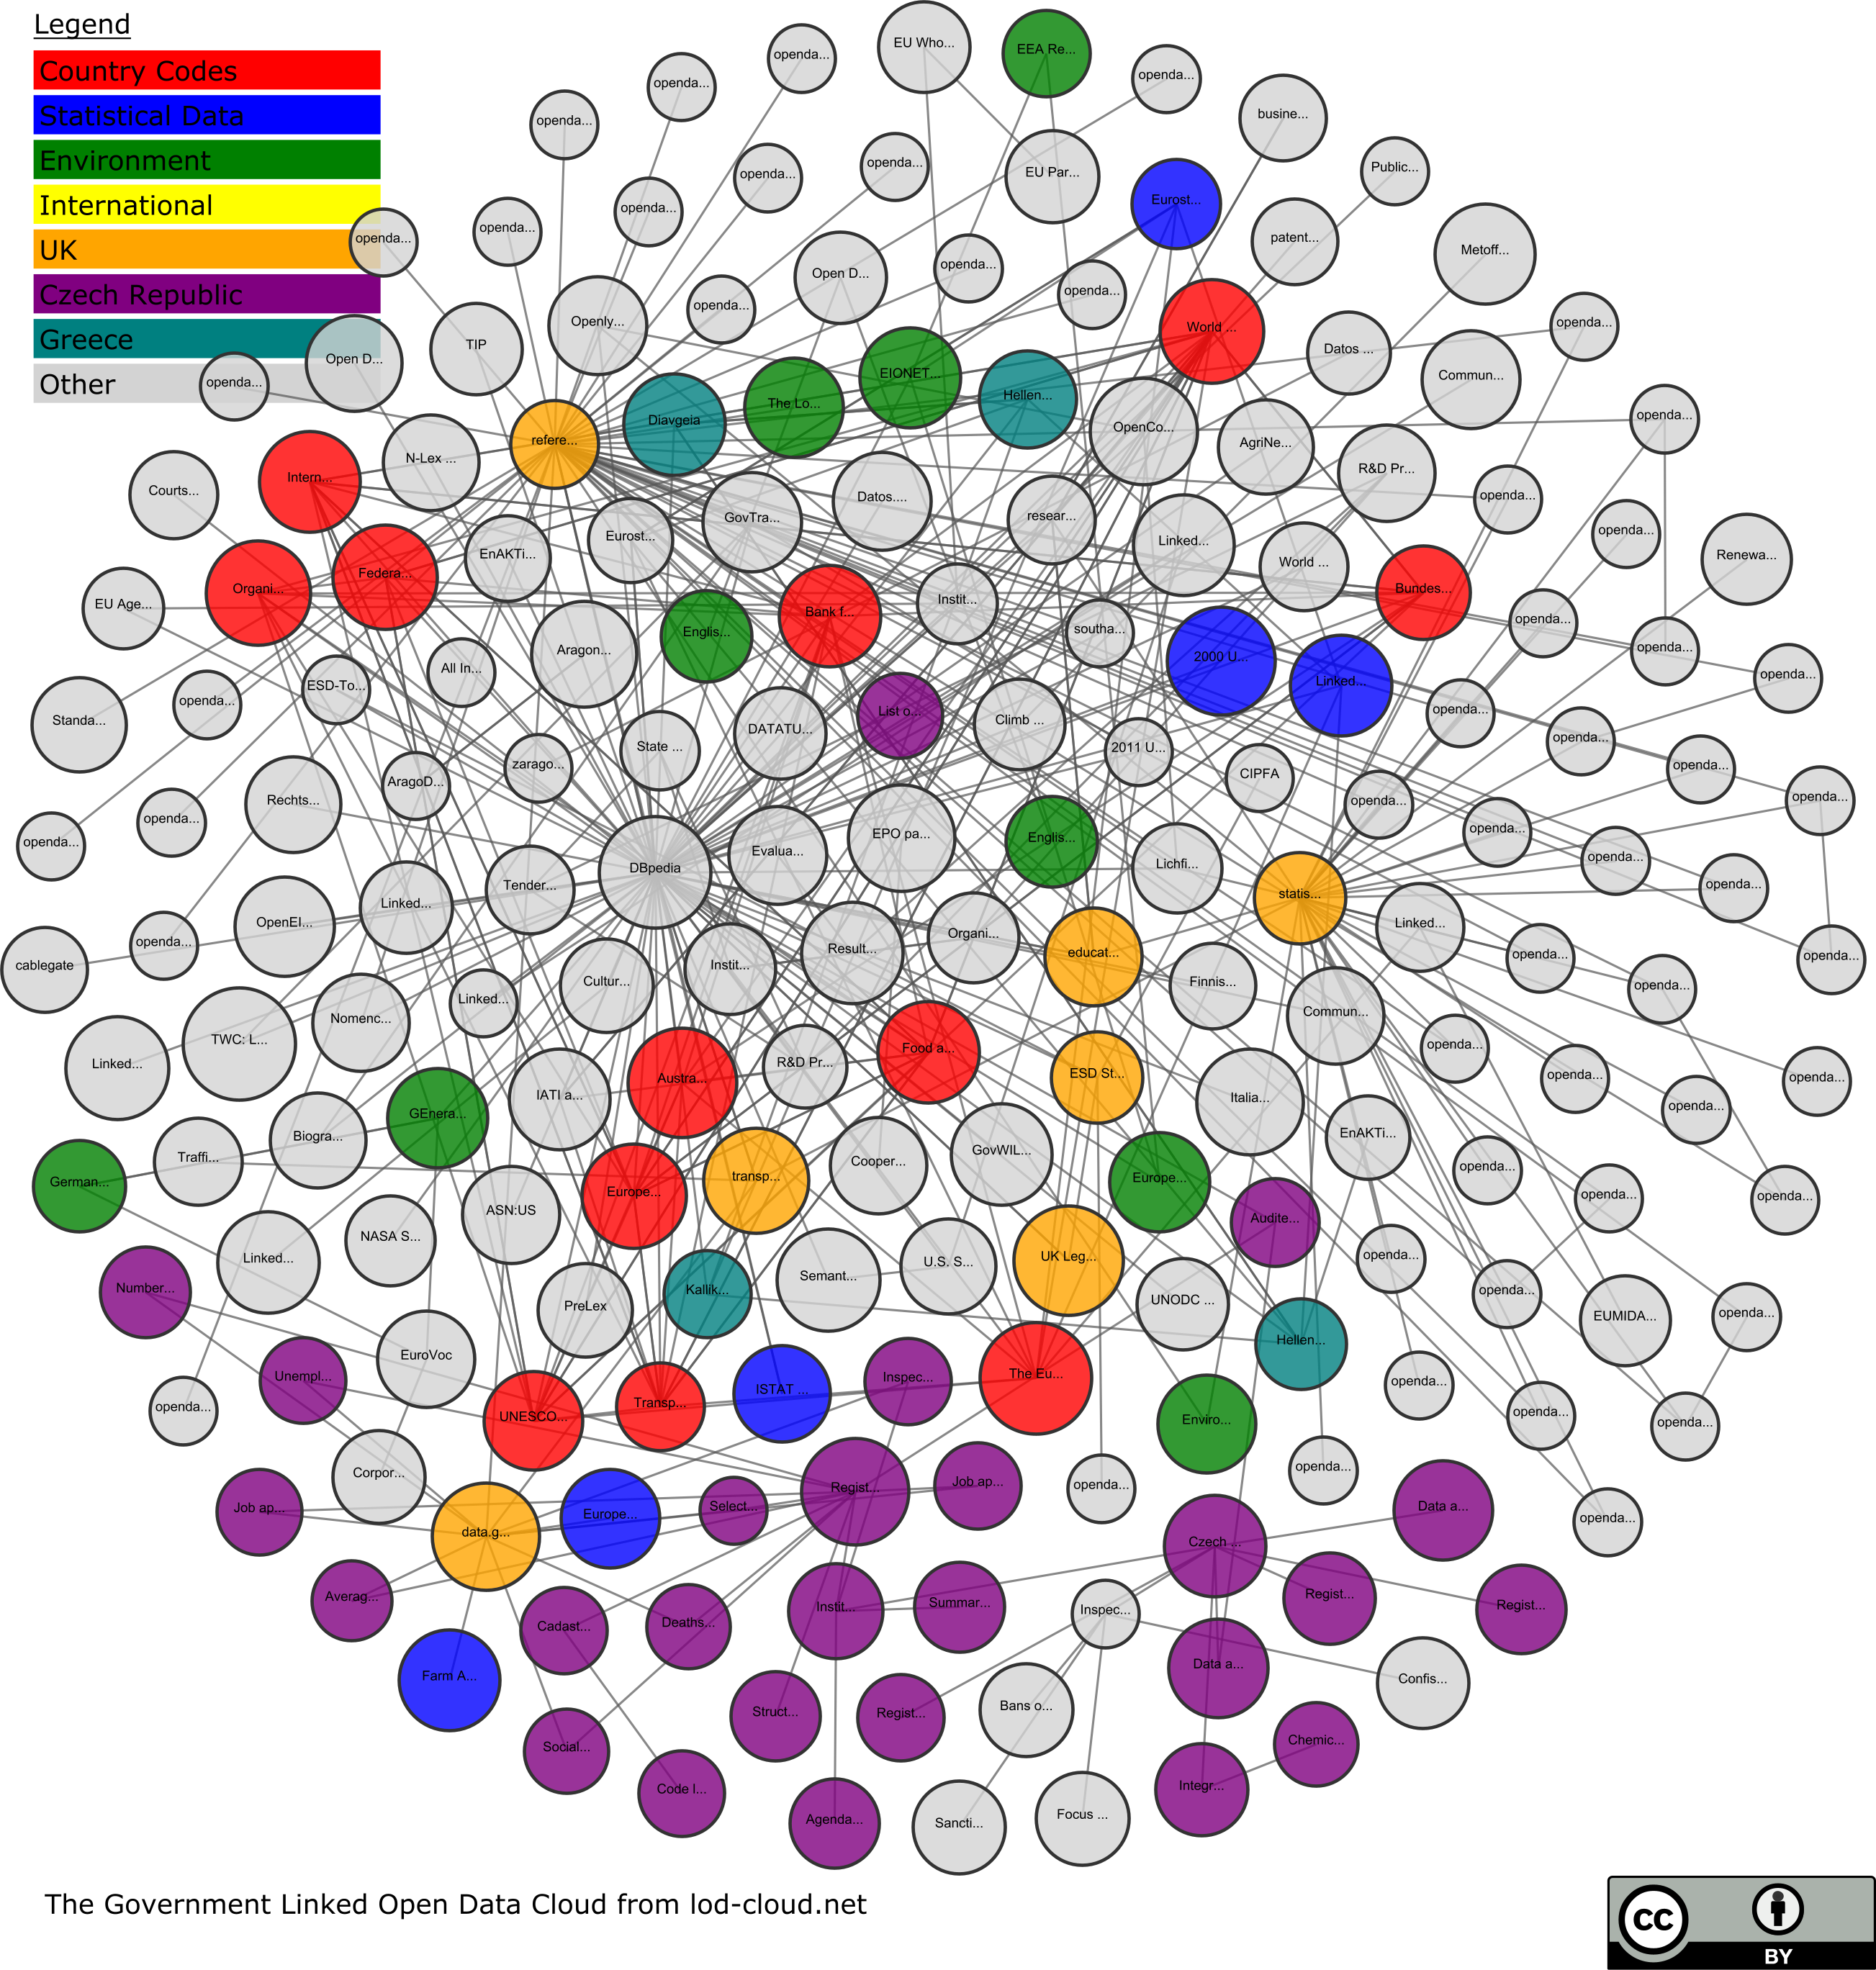 Legend
Country Codes
Statistical Data
Environment
International
UK
Czech Republic
Greece
Other
EU Who...
EEA Re...
openda...
openda...
openda...
busine...
openda...
openda...
Public...
EU Par...
openda...
Eurost...
openda...
openda...
openda...
patent...
Metoff...
openda...
Open D...
openda...
openda...
Openly...
World ...
openda...
TIP
Datos ...
Open D...
EIONET...
Commun...
openda...
The Lo...
Hellen...
Diavgeia
openda...
OpenCo...
refere...
AgriNe...
N-Lex ...
R&D Pr...
Intern...
Courts...
Datos....
openda...
GovTra...
resear...
Eurost...
Linked...
openda...
EnAKTi...
World ...
Renewa...
Federa...
Organi...
Bundes...
EU Age...
Instit...
Bank f...
openda...
Englis...
southa...
Aragon...
openda...
2000 U...
All In...
openda...
ESD-To...
Linked...
openda...
List o...
openda...
Standa...
Climb ...
DATATU...
State ...
2011 U...
openda...
zarago...
openda...
CIPFA
AragoD...
Rechts...
openda...
openda...
openda...
openda...
EPO pa...
Englis...
openda...
Evalua...
openda...
Lichfi...
DBpedia
Tender...
openda...
statis...
Linked...
OpenEI...
Linked...
Organi...
openda...
Result...
educat...
openda...
openda...
cablegate
Instit...
Cultur...
Finnis...
openda...
Linked...
Commun...
Nomenc...
TWC: L...
openda...
Food a...
R&D Pr...
Linked...
ESD St...
openda...
Austra...
openda...
IATI a...
Italia...
openda...
GEnera...
EnAKTi...
Biogra...
GovWIL...
Traffi...
Cooper...
openda...
transp...
Europe...
German...
Europe...
openda...
openda...
ASN:US
Audite...
NASA S...
openda...
UK Leg...
Linked...
U.S. S...
Semant...
Number...
Kallik...
openda...
UNODC ...
PreLex
openda...
EUMIDA...
Hellen...
EuroVoc
Unempl...
The Eu...
Inspec...
openda...
ISTAT ...
Transp...
openda...
openda...
UNESCO...
Enviro...
openda...
openda...
Corpor...
Job ap...
openda...
Regist...
Select...
Job ap...
Data a...
Europe...
openda...
data.g...
Czech ...
Averag...
Regist...
Summar...
Instit...
Regist...
Inspec...
Deaths...
Cadast...
Data a...
Farm A...
Confis...
Bans o...
Struct...
Regist...
Chemic...
Social...
Integr...
Code l...
Focus ...
Agenda...
Sancti...
The Government Linked Open Data Cloud from lod-cloud.net
CC
BY